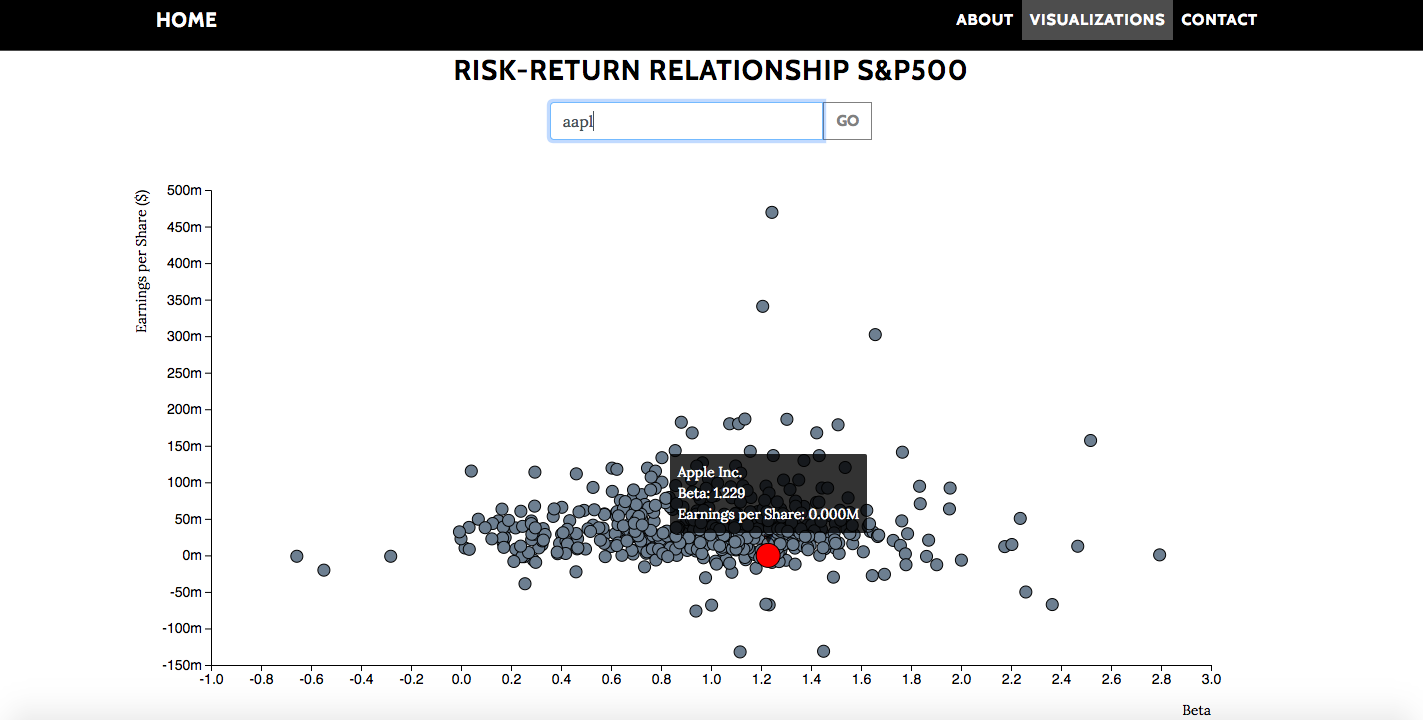 HOME ABOUT VISUALIZATIONS CONTACT
RISK-RETURN RELATIONSHIP S&P500
aapl GO
Earnings per Share ($)
500m
450m
400m
350m
300m
250m
200m
150m
100m
50m
0m
-50m
-100m
-150m
Apple Inc.
Beta: 1.229
Earnings per Share: 0.000M
-1.0 -0.8 -0.6 -0.4 -0.2 0.0 0.2 0.4 0.6 0.8 1.0 1.2 1.4 1.6 1.8 2.0 2.2 2.4 2.6 2.8 3.0
Beta